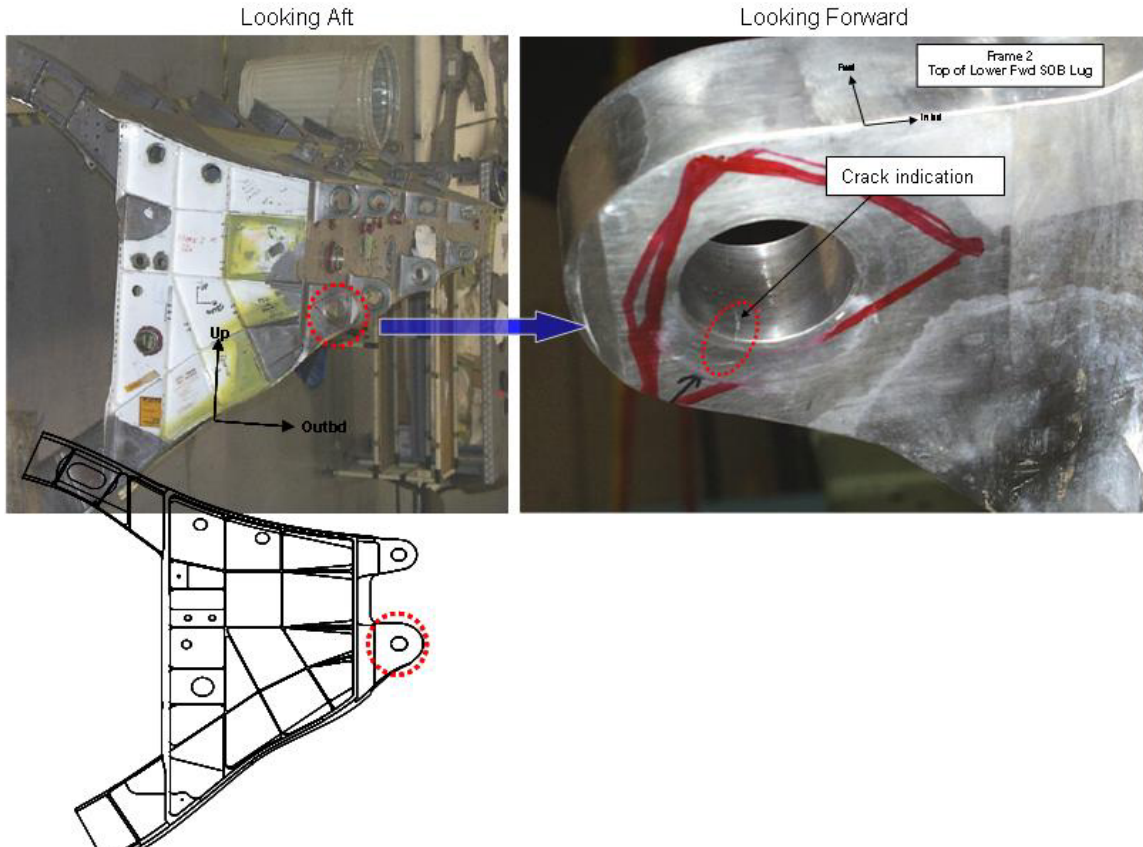 Looking Aft
Looking Forward
Frame 2
Top of Lower Fwd SOB Lug
Fwd
Inbd
Crack indication
Up
Outbd